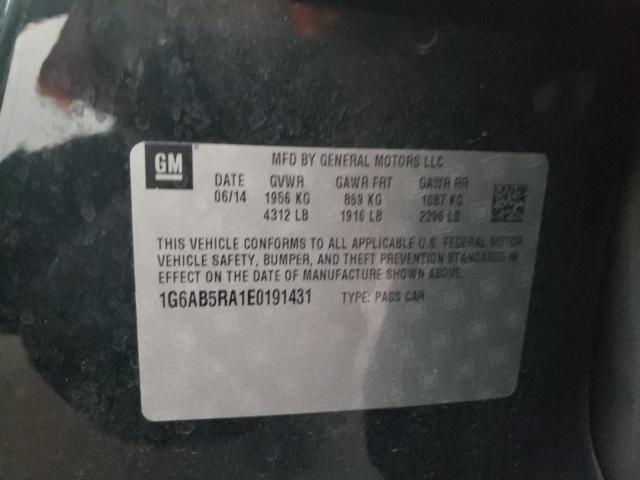 GM MFD BY GENERAL MOTORS LLC
DATE GVWR GAWR FRT GAWR RR
06/14 1956 KG 869 KG 1087 KG
4312 LB 1916 LB 2396 LB
THIS VEHICLE CONFORMS TO ALL APPLICABLE U.S. FEDERAL MOTOR
VEHICLE SAFETY, BUMPER, AND THEFT PREVENTION STANDARDS IN
EFFECT ON THE DATE OF MANUFACTURE SHOWN ABOVE.
1G6AB5RA1E0191431 TYPE: PASS CAR